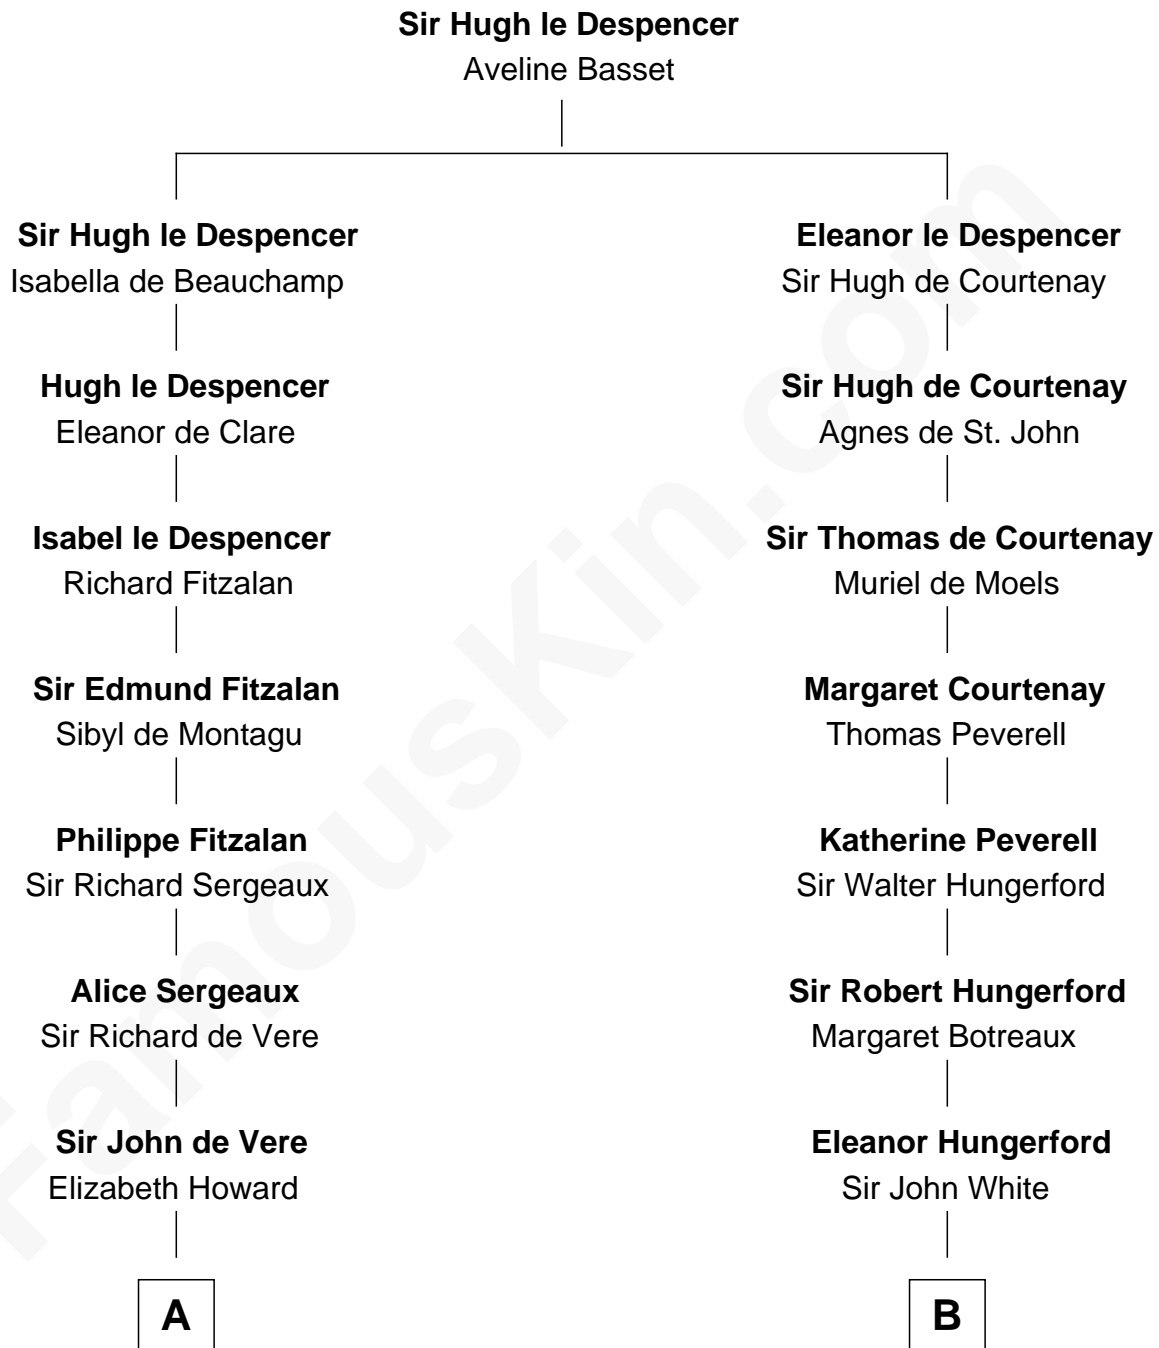 Sir Hugh le Despencer
Aveline Basset
Sir Hugh le Despencer
Isabella de Beauchamp
Hugh le Despencer
Eleanor de Clare
Isabel le Despencer
Richard Fitzalan
Sir Edmund Fitzalan
Sibyl de Montagu
Philippe Fitzalan
Sir Richard Sergeaux
Alice Sergeaux
Sir Richard de Vere
Sir John de Vere
Elizabeth Howard
A
Eleanor le Despencer
Sir Hugh de Courtenay
Sir Hugh de Courtenay
Agnes de St. John
Sir Thomas de Courtenay
Muriel de Moels
Margaret Courtenay
Thomas Peverell
Katherine Peverell
Sir Walter Hungerford
Sir Robert Hungerford
Margaret Botreaux
Eleanor Hungerford
Sir John White
B
FamousKin.com